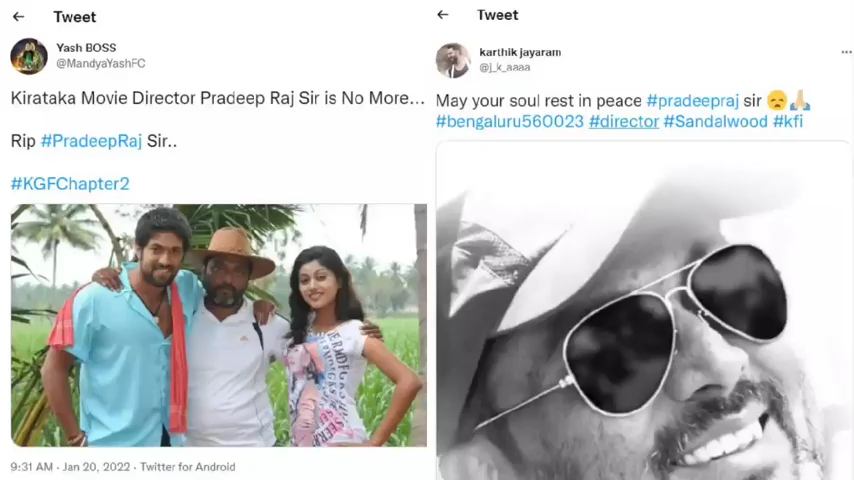 Tweet
Yash BOSS
@MandyaYashFC
Kirataka Movie Director Pradeep Raj Sir is No More...
Rip #PradeepRaj Sir..
#KGFChapter2
9:31 AM · Jan 20, 2022 · Twitter for Android
Tweet
karthik jayaram
@j_k_aaaa
May your soul rest in peace #pradeepraj sir 😞🙏🏼
#bengaluru560023 #director #Sandalwood #kfi